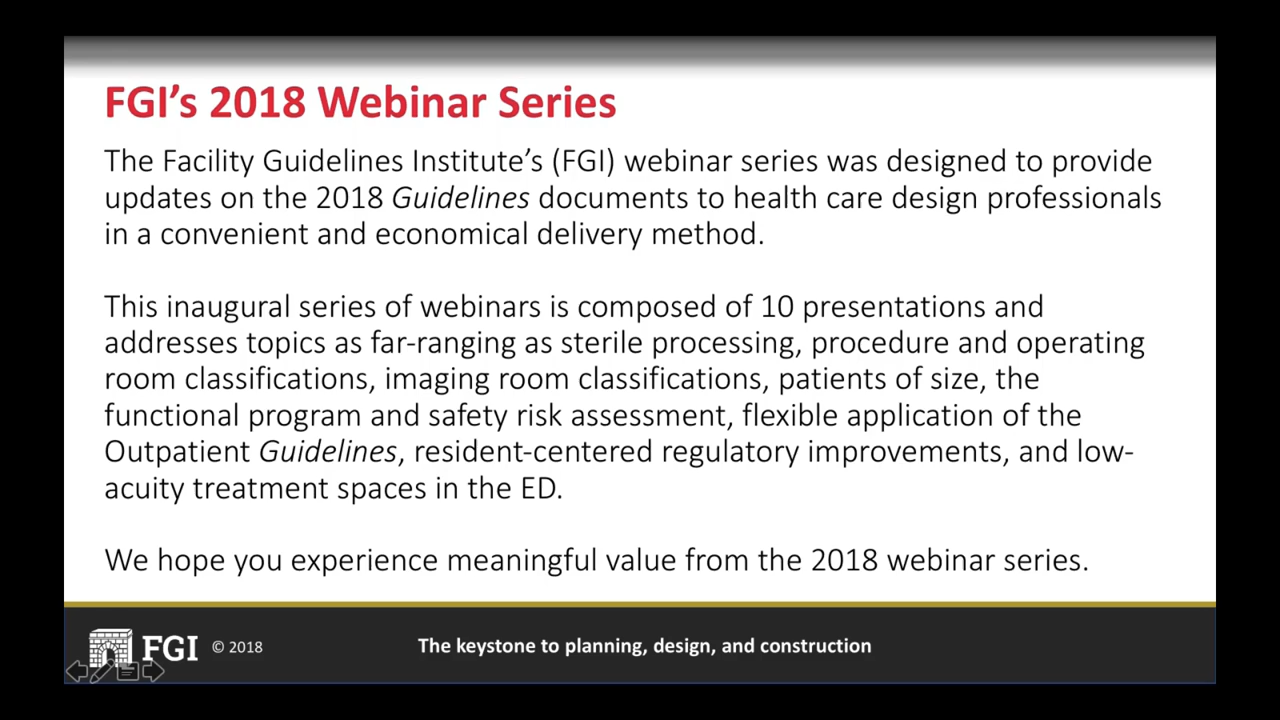 FGI’s 2018 Webinar Series
The Facility Guidelines Institute’s (FGI) webinar series was designed to provide
updates on the 2018 Guidelines documents to health care design professionals
in a convenient and economical delivery method.
This inaugural series of webinars is composed of 10 presentations and
addresses topics as far-ranging as sterile processing, procedure and operating
room classifications, imaging room classifications, patients of size, the
functional program and safety risk assessment, flexible application of the
Outpatient Guidelines, resident-centered regulatory improvements, and low-
acuity treatment spaces in the ED.
We hope you experience meaningful value from the 2018 webinar series.
FGI © 2018 The keystone to planning, design, and construction